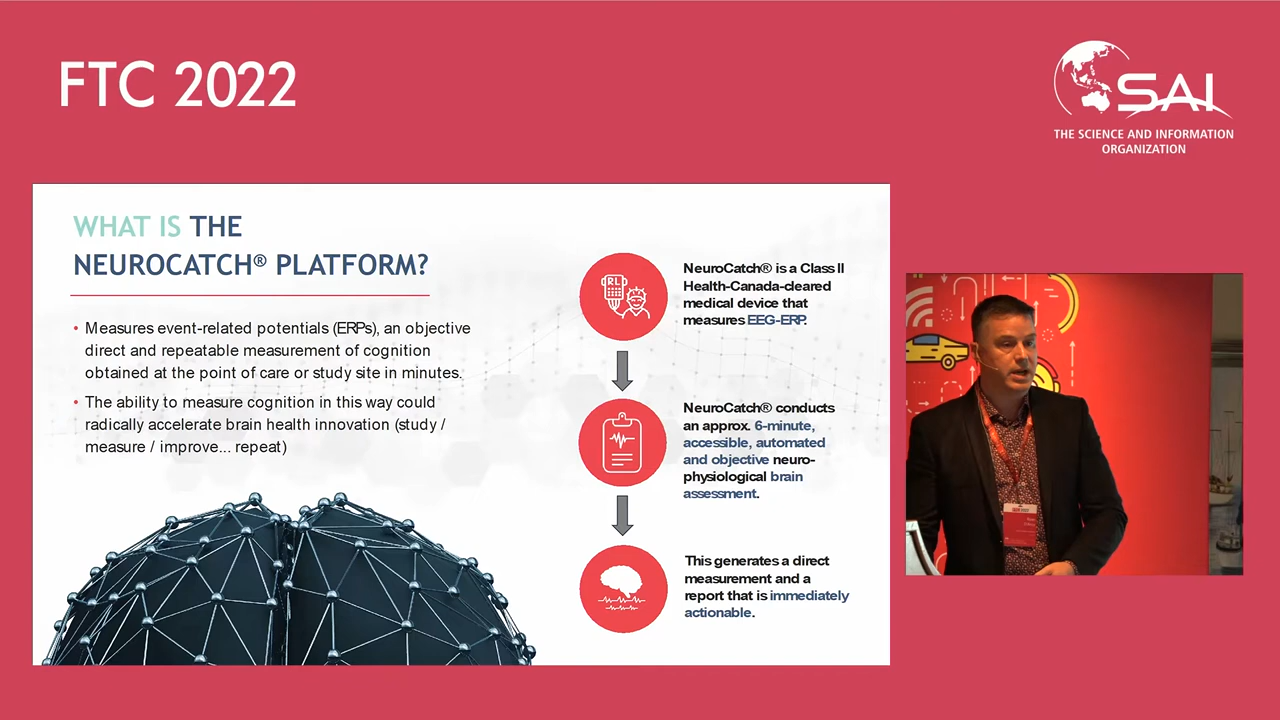 FTC 2022
SAI
THE SCIENCE AND INFORMATION
ORGANIZATION
WHAT IS THE
NEUROCATCH® PLATFORM?
• Measures event-related potentials (ERPs), an objective
direct and repeatable measurement of cognition
obtained at the point of care or study site in minutes.
• The ability to measure cognition in this way could
radically accelerate brain health innovation (study /
measure / improve... repeat)
RL
NeuroCatch® is a Class II
Health-Canada-cleared
medical device that
measures EEG-ERP.
NeuroCatch® conducts
an approx. 6-minute,
accessible, automated
and objective neuro-
physiological brain
assessment.
This generates a direct
measurement and a
report that is immediately
actionable.